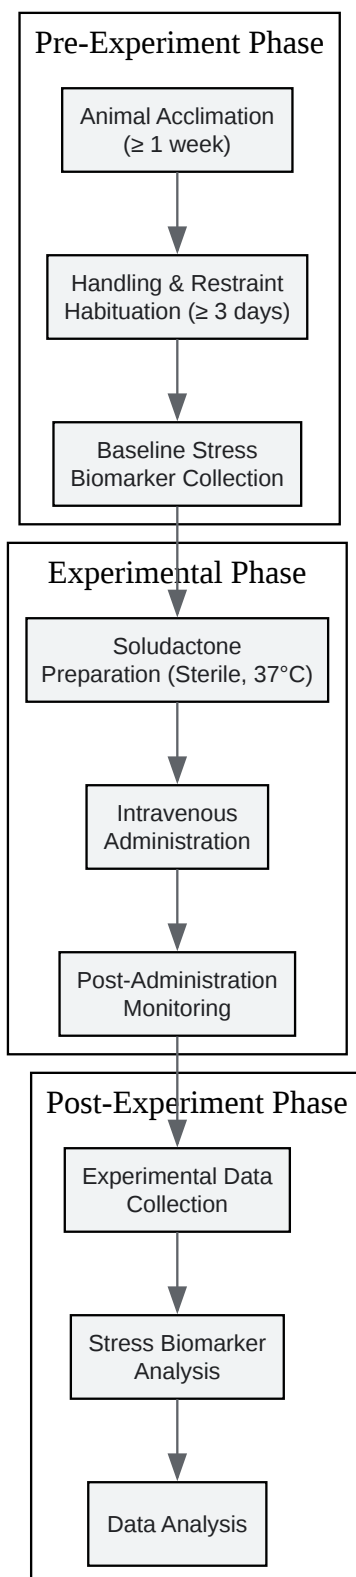 Pre-Experiment Phase
Animal Acclimation
(≥ 1 week)
Handling & Restraint
Habituation (≥ 3 days)
Baseline Stress
Biomarker Collection
Experimental Phase
Soludactone
Preparation (Sterile, 37°C)
Intravenous
Administration
Post-Administration
Monitoring
Post-Experiment Phase
Experimental Data
Collection
Stress Biomarker
Analysis
Data Analysis